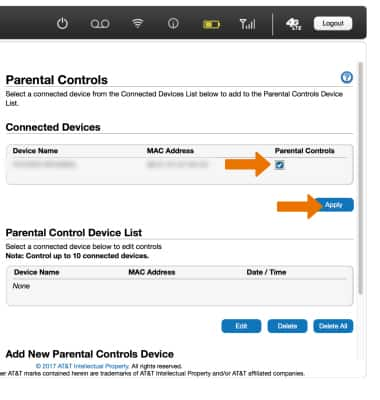 4G
LTE
Logout
Parental Controls
Select a connected device from the Connected Devices List below to add to the Parental Controls Device
List.
Connected Devices
Device Name MAC Address Parental Controls
Apply
Parental Control Device List
Select a connected device below to edit controls
Note: Control up to 10 connected devices.
Device Name MAC Address Date / Time
None
Edit Delete Delete All
Add New Parental Controls Device
© 2017 AT&T Intellectual Property. All rights reserved.
er AT&T marks contained herein are trademarks of AT&T Intellectual Property and/or AT&T affiliated companies.